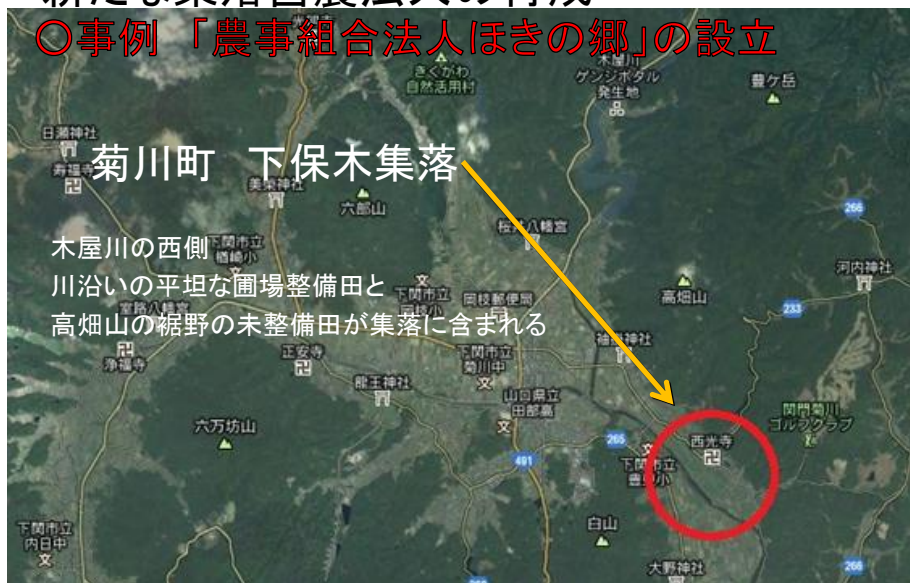 新たな集落営農法人の育成
○事例 「農事組合法人ほきの郷」の設立
きくがわ
自然活用村
木屋川
ゲンジボタル
発生地
豊ケ岳
日瀬神社
寿福寺
菊川町 下保木集落
美栄神社
六部山
266
木屋川の西側
川沿いの平坦な圃場整備田と
高畑山の裾野の未整備田が集落に含まれる
下関市立
楢崎小
桜井八幡宮
河内神社
高畑山
下関市立
岡枝小
岡枝郵便局
233
浄福寺
正安寺
下関市立
菊川中
龍王神社
山口県立
田部高
六万坊山
関門菊川
ゴルフクラブ
西光寺
265
下関市立
豊東小
491
白山
下関市立
内日中
大野神社
266